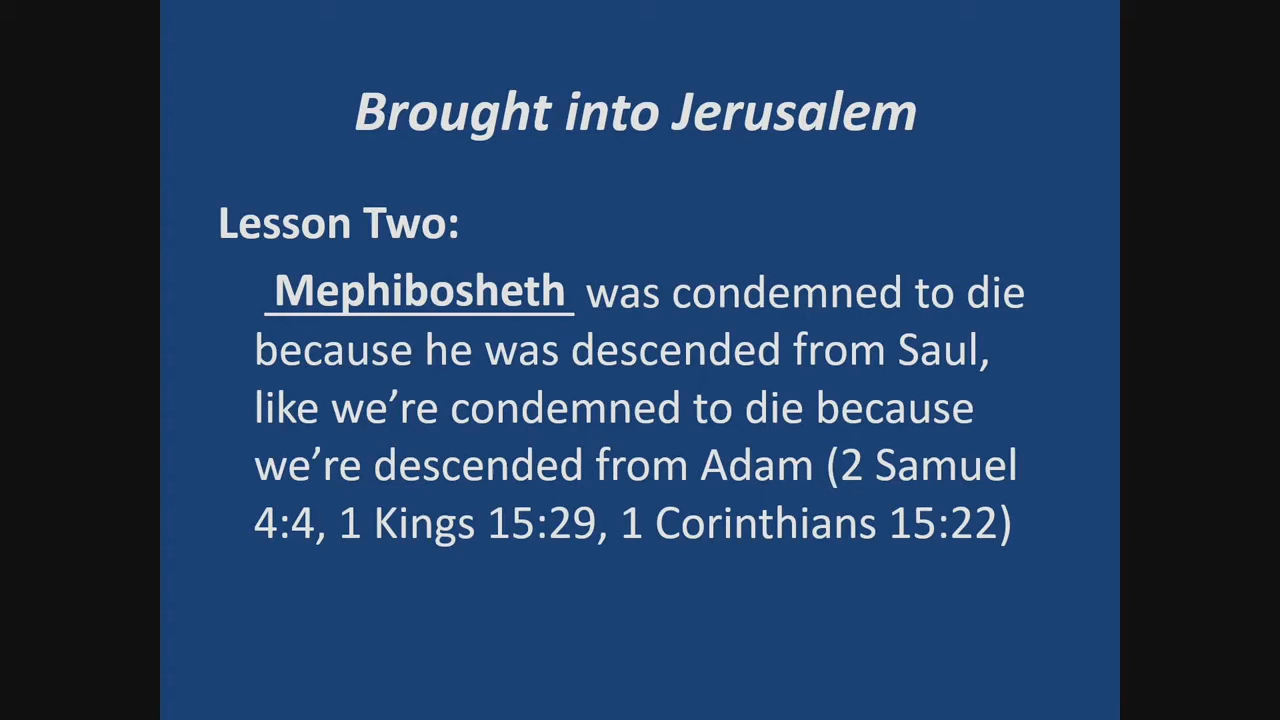 Brought into Jerusalem
Lesson Two:
Mephibosheth was condemned to die
because he was descended from Saul,
like we’re condemned to die because
we’re descended from Adam (2 Samuel
4:4, 1 Kings 15:29, 1 Corinthians 15:22)